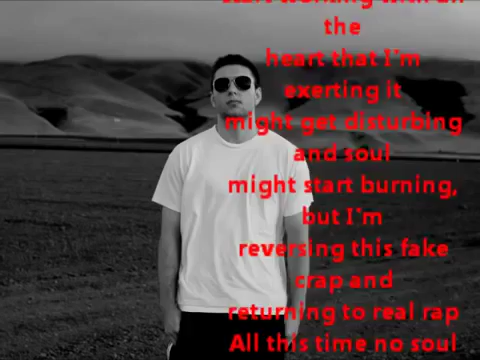 the
heart that I'm
exerting it
might get disturbing
and soul
might start burning,
but I'm
reversing this fake
crap and
returning to real rap
All this time no soul